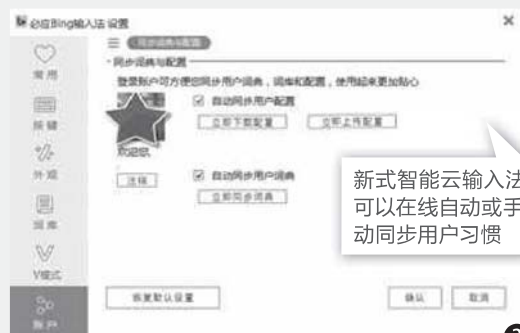 必应Bing输入法 设置
同步词典与配置
同步词典与配置
登录账户可方便您同步用户词典，词库和配置，使用起来更加贴心
常用
自动同步用户配置
立即下载配置 立即上传配置
按键
欢迎您
外观
注销 自动同步用户词典
立即同步词典
词库
V模式
恢复默认设置 确认 取消
账户
新式智能云输入法
可以在线自动或手
动同步用户习惯